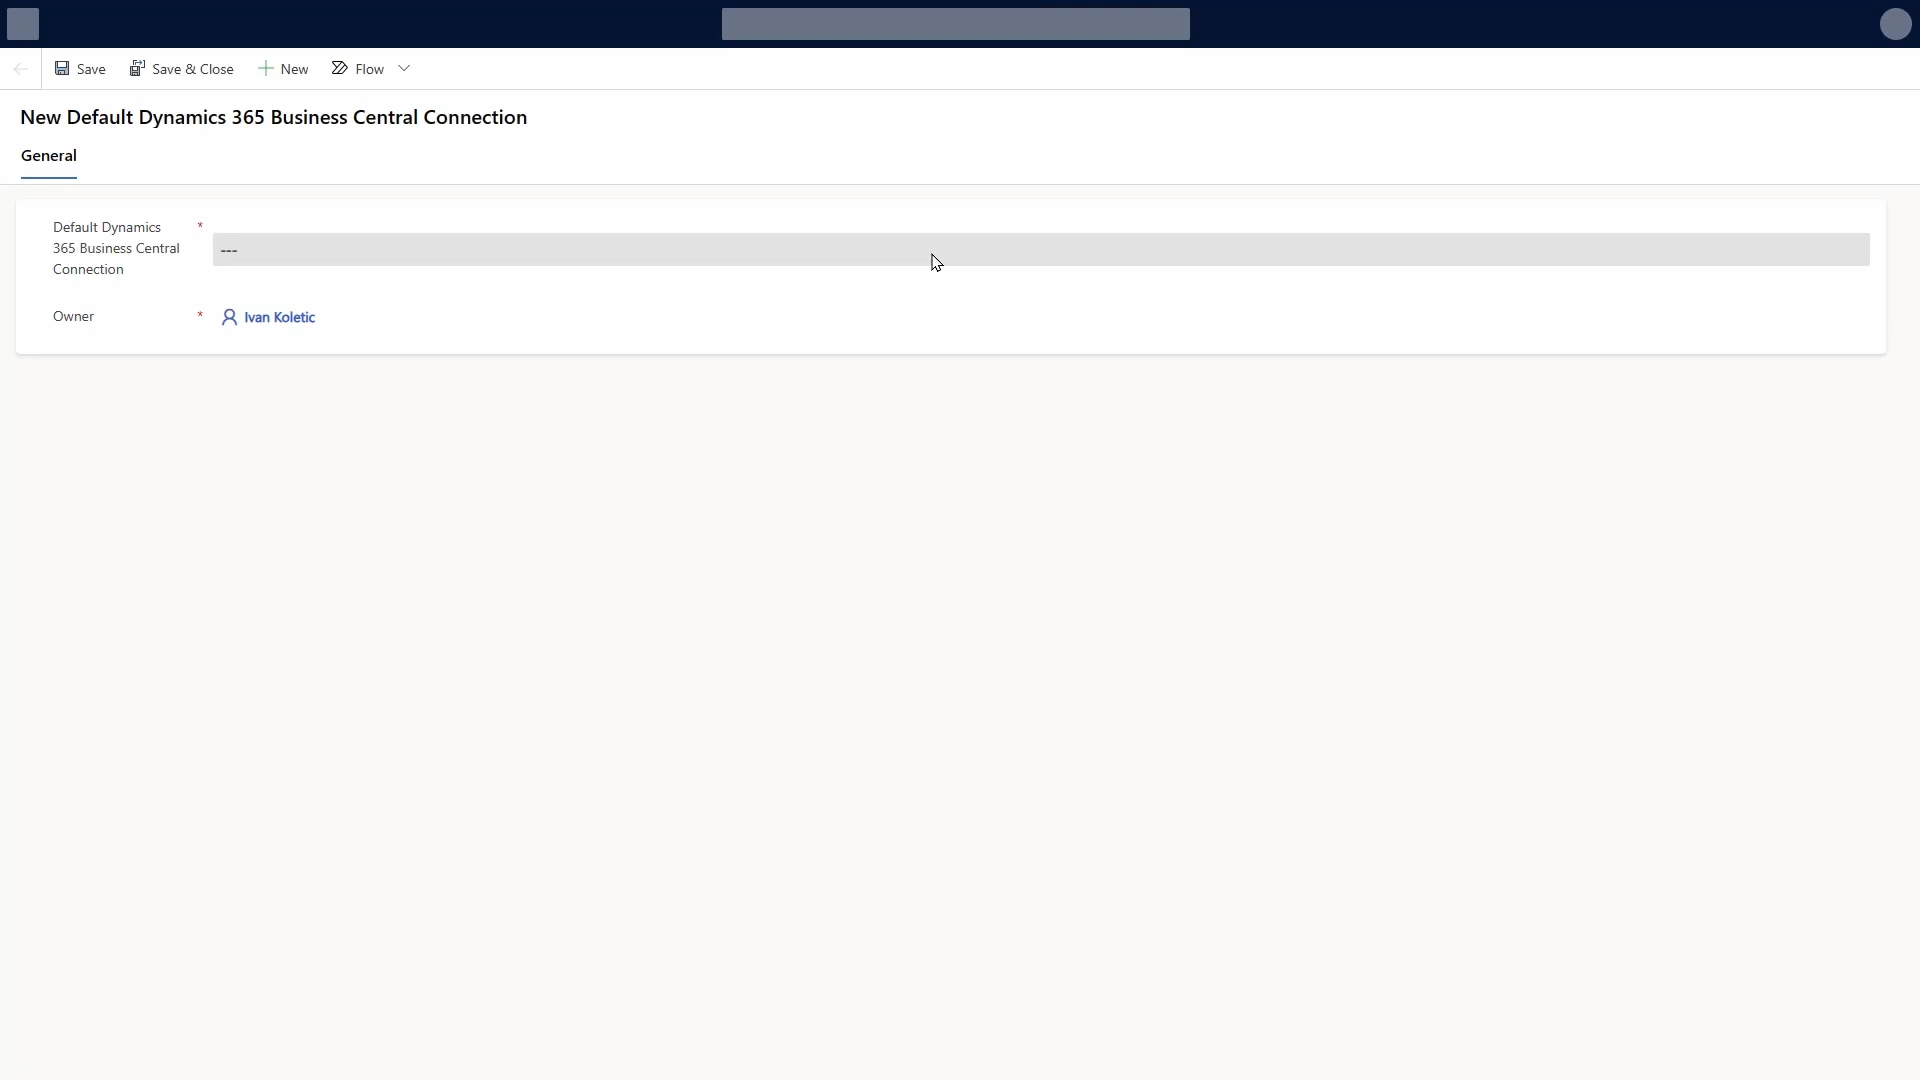 Save
Save & Close
New
Flow
New Default Dynamics 365 Business Central Connection
General
Default Dynamics *
365 Business Central
Connection
---
Owner *
Ivan Koletic